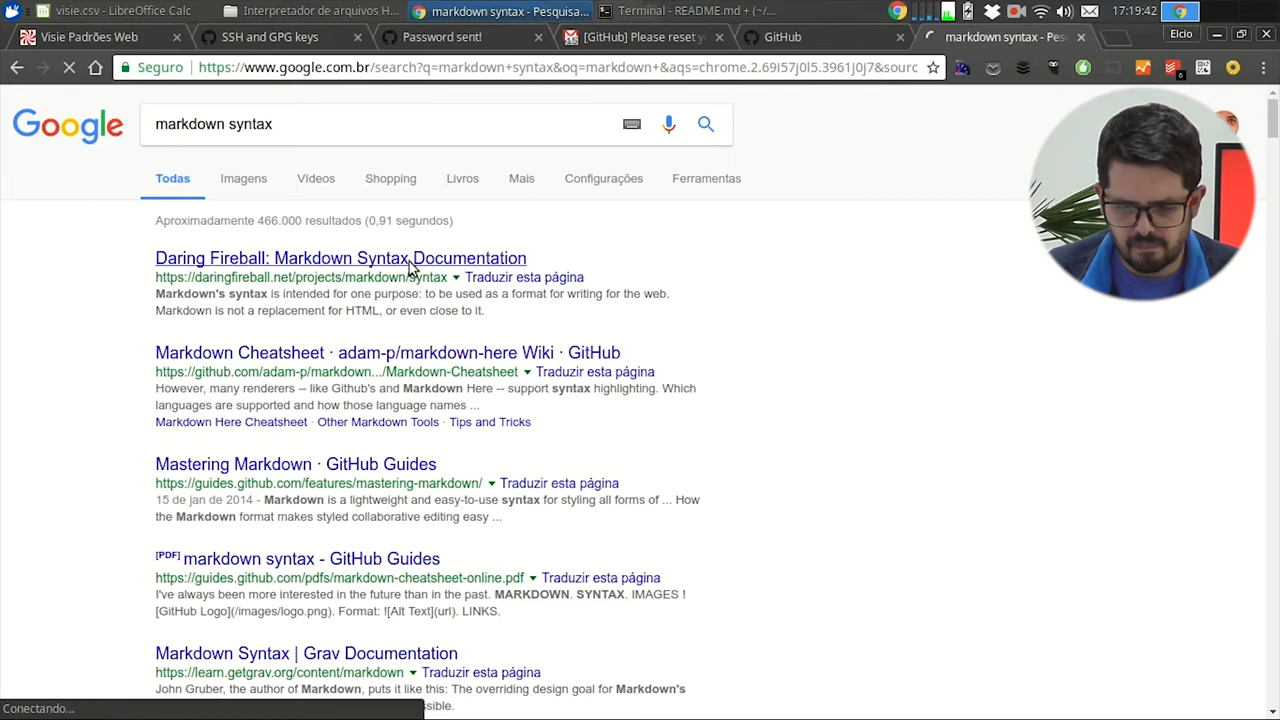 visie.csv - LibreOffice Calc
Interpretador de arquivos H...
markdown syntax - Pesquisa...
Terminal - README.md + (~/...
17:19:42
Visie Padrões Web
SSH and GPG keys
Password sent!
[GitHub] Please reset y
GitHub
markdown syntax - Pes
Elcio
Seguro
https://www.google.com.br/search?q=markdown+syntax&oq=markdown+&aqs=chrome.2.69i57j0l5.3961j0j7&sourc
6
Google
markdown syntax
Todas
Imagens
Vídeos
Shopping
Livros
Mais
Configurações
Ferramentas
Aproximadamente 466.000 resultados (0,91 segundos)
Daring Fireball: Markdown Syntax Documentation
https://daringfireball.net/projects/markdown/syntax Traduzir esta página
Markdown's syntax is intended for one purpose: to be used as a format for writing for the web.
Markdown is not a replacement for HTML, or even close to it.
Markdown Cheatsheet · adam-p/markdown-here Wiki · GitHub
https://github.com/adam-p/markdown.../Markdown-Cheatsheet Traduzir esta página
However, many renderers -- like Github's and Markdown Here -- support syntax highlighting. Which
languages are supported and how those language names ...
Markdown Here Cheatsheet · Other Markdown Tools · Tips and Tricks
Mastering Markdown · GitHub Guides
https://guides.github.com/features/mastering-markdown/ Traduzir esta página
15 de jan de 2014 - Markdown is a lightweight and easy-to-use syntax for styling all forms of ... How
the Markdown format makes styled collaborative editing easy ...
[PDF] markdown syntax - GitHub Guides
https://guides.github.com/pdfs/markdown-cheatsheet-online.pdf Traduzir esta página
I've always been more interested in the future than in the past. MARKDOWN. SYNTAX. IMAGES !
[GitHub Logo](/images/logo.png). Format: ![Alt Text](url). LINKS.
Markdown Syntax | Grav Documentation
https://learn.getgrav.org/content/markdown Traduzir esta página
John Gruber, the author of Markdown, puts it like this: The overriding design goal for Markdown's
ssible.
Conectando...